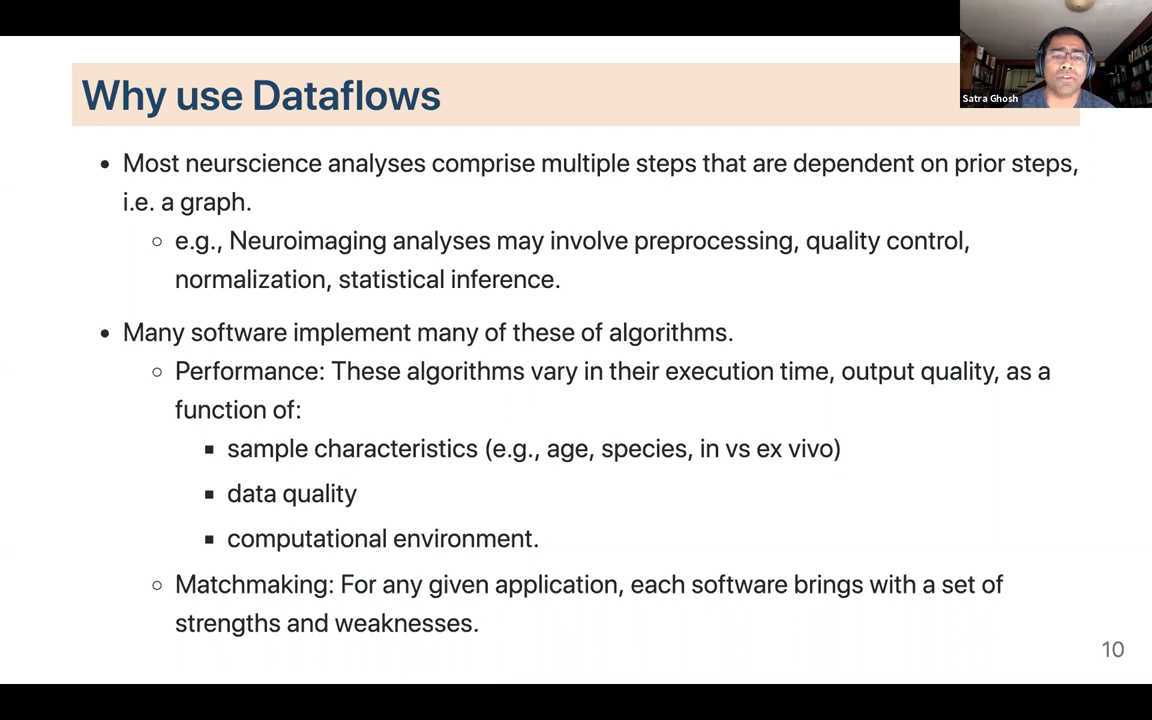 Why use Dataflows
Satra Ghosh
• Most neurscience analyses comprise multiple steps that are dependent on prior steps,
i.e. a graph.
○ e.g., Neuroimaging analyses may involve preprocessing, quality control,
normalization, statistical inference.
• Many software implement many of these of algorithms.
○ Performance: These algorithms vary in their execution time, output quality, as a
function of:
▪ sample characteristics (e.g., age, species, in vs ex vivo)
▪ data quality
▪ computational environment.
○ Matchmaking: For any given application, each software brings with a set of
strengths and weaknesses.
10